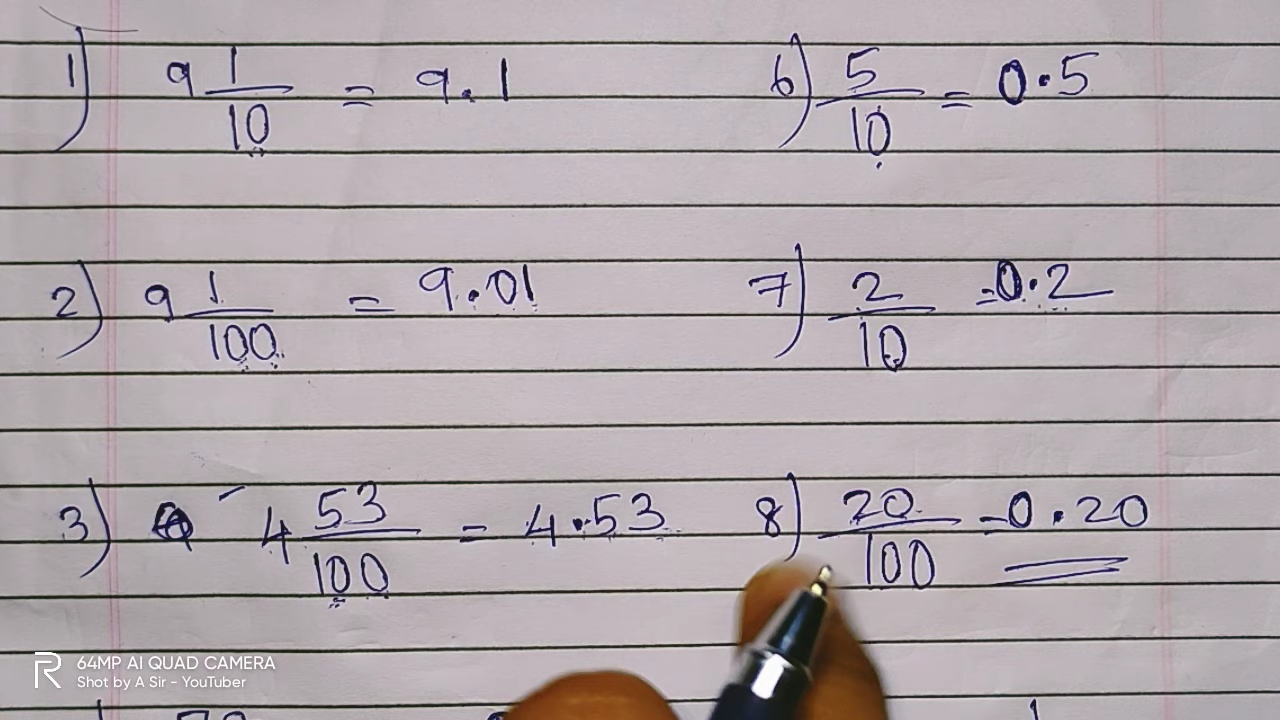 1) 9 1/10 = 9.1
2) 9 1/100 = 9.01
3) 4 53/100 = 4.53
6) 5/10 = 0.5
7) 2/10 = 0.2
8) 20/100 = 0.20
64MP AI QUAD CAMERA
Shot by A Sir - YouTuber